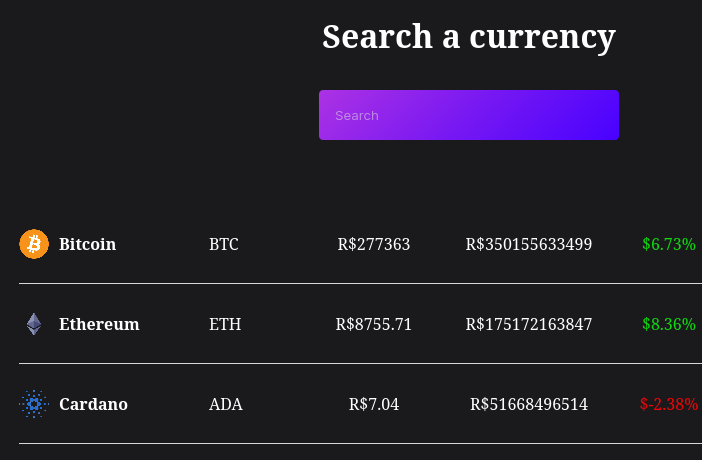 Search a currency
Search
Bitcoin BTC R$277363 R$350155633499 $6.73%
Ethereum ETH R$8755.71 R$175172163847 $8.36%
Cardano ADA R$7.04 R$51668496514 $-2.38%